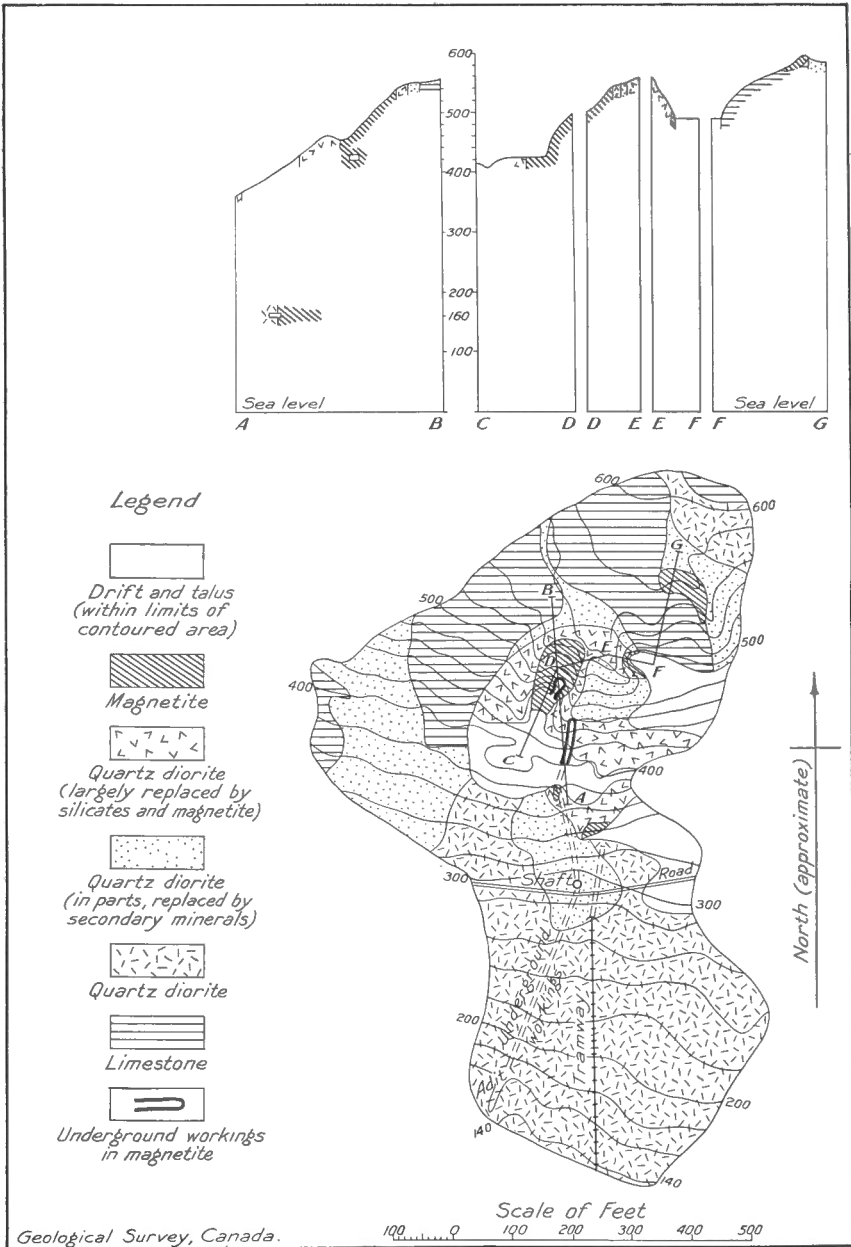 600
500
400
300
200
160
100
Sea level
Sea level
A B C D D E E F F G
Legend
Drift and talus
(within limits of
contoured area)
Magnetite
Quartz diorite
(largely replaced by
silicates and magnetite)
Quartz diorite
(in parts, replaced by
secondary minerals)
Quartz diorite
Limestone
Underground workings
in magnetite
600
600
G
B
500
500
D
E
F
400
C
400
A
Shaft
Road
300
300
Underground
workings
Tramway
200
200
Adit
140
140
North (approximate)
Scale of Feet
100 0 100 200 300 400 500
Geological Survey, Canada.